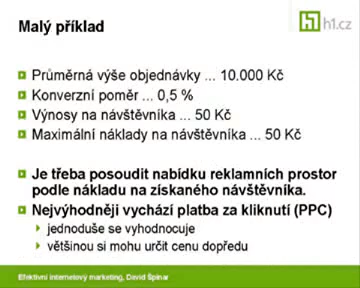 Malý příklad
h1.cz
Průměrná výše objednávky ... 10.000 Kč
Konverzní poměr ... 0,5 %
Výnosy na návštěvníka ... 50 Kč
Maximální náklady na návštěvníka ... 50 Kč
Je třeba posoudit nabídku reklamních prostor
podle nákladu na získaného návštěvníka.
Nejvýhodněji vychází platba za kliknutí (PPC)
jednoduše se vyhodnocuje
většinou si mohu určit cenu dopředu
Efektivní internetový marketing, David Špinar